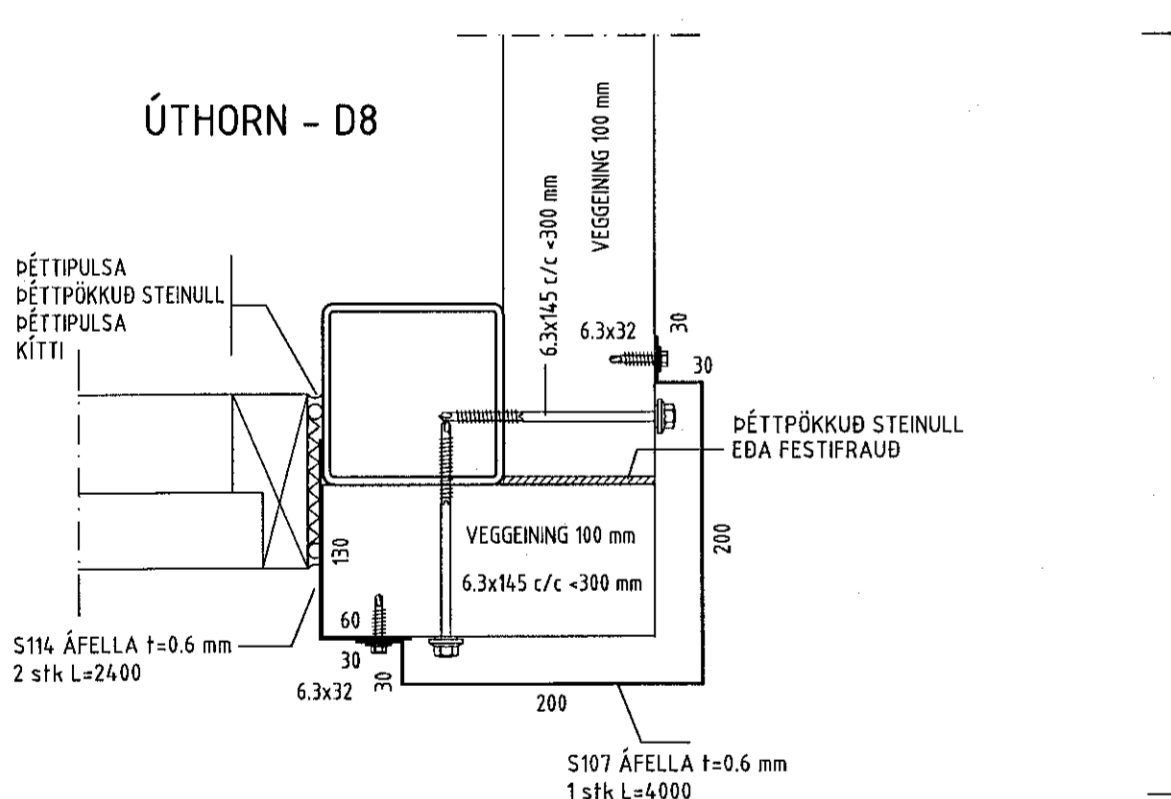 ÚTHORN - D8
VEGGEINING 100 mm
6.3x145 c/c <300 mm
ÞÉTTIPULSA
ÞÉTTPÖKKUÐ STEINULL
ÞÉTTIPULSA
KÍTTI
6.3x32
30
30
ÞÉTTPÖKKUÐ STEINULL
EÐA FESTIFRAUÐ
VEGGEINING 100 mm
6.3x145 c/c <300 mm
130
200
60
30
30
6.3x32
200
S114 ÁFELLA t=0.6 mm
2 stk L=2400
S107 ÁFELLA t=0.6 mm
1 stk L=4000